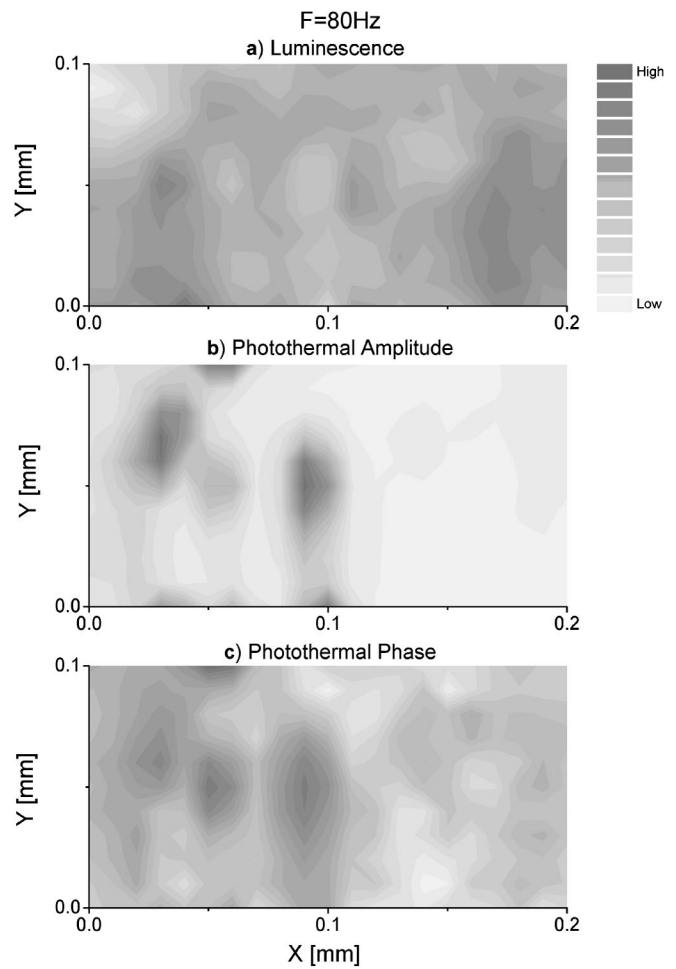 F=80Hz
a) Luminescence
0.1
High
Y [mm]
Low
0.0
0.0 0.1 0.2
b) Photothermal Amplitude
0.1
Y [mm]
0.0
0.0 0.1 0.2
c) Photothermal Phase
0.1
Y [mm]
0.0
0.0 0.1 0.2
X [mm]